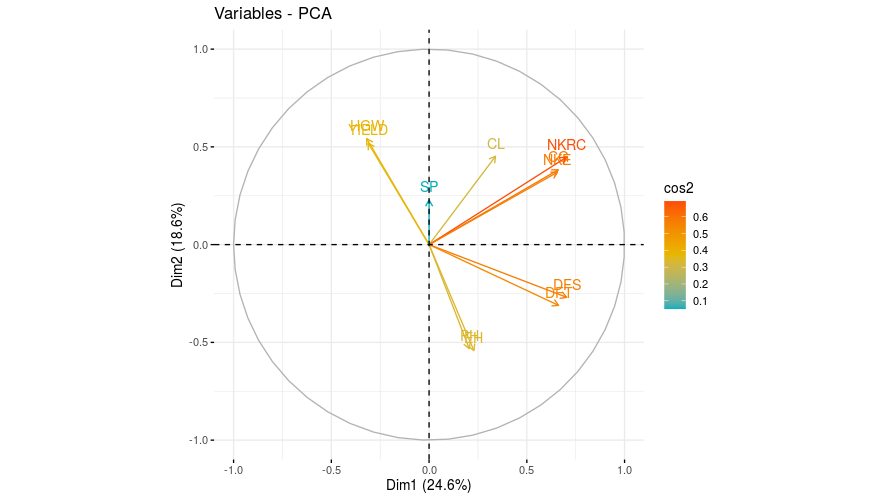 Variables - PCA
1.0
0.5
0.0
-0.5
-1.0
Dim2 (18.6%)
HGW
YIELD
CL
NKRC
NKE
SP
DFS
DFT
-1.0
-0.5
0.0
0.5
1.0
Dim1 (24.6%)
cos2
0.6
0.5
0.4
0.3
0.2
0.1